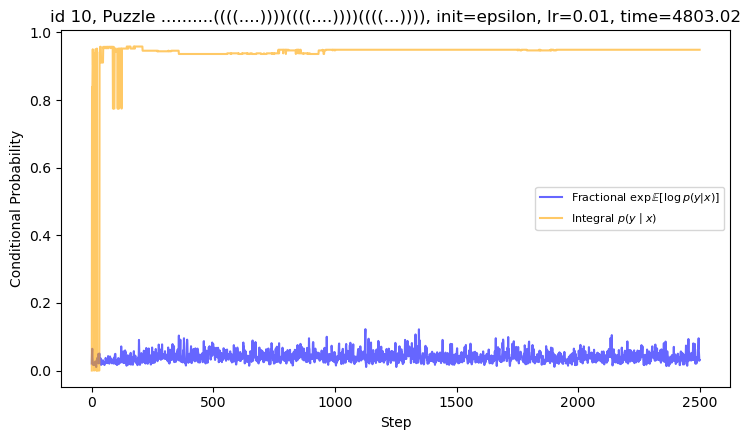 id 10, Puzzle ..........((((....))))((((....))))((((...)))), init=epsilon, lr=0.01, time=4803.02
1.0
0.8
0.6
0.4
0.2
0.0
Conditional Probability
Fractional exp𝔼[log p(y|x)]
Integral p(y | x)
0
500
1000
1500
2000
2500
Step